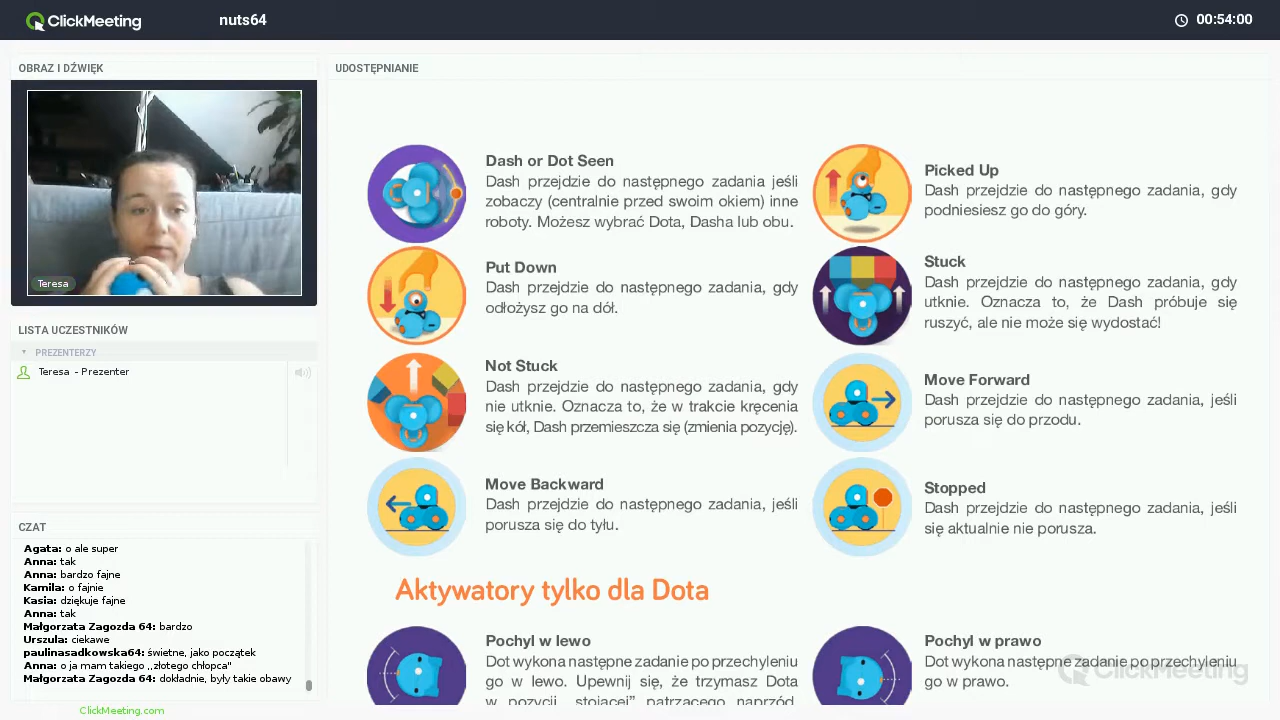 ClickMeeting
nuts64
00:54:00
OBRAZ I DŹWIĘK
Teresa
LISTA UCZESTNIKÓW
PREZENTERZY
Teresa - Prezenter
CZAT
Agata: o ale super
Anna: tak
Anna: bardzo fajne
Kamila: o fajnie
Kasia: dziękuje fajne
Anna: tak
Małgorzata Zagozda 64: bardzo
Urszula: ciekawe
paulinasadkowska64: świetne, jako początek
Anna: o ja mam takiego ,,złotego chłopca"
Małgorzata Zagozda 64: dokładnie, były takie obawy
ClickMeeting.com
UDOSTĘPNIANIE
Dash or Dot Seen
Dash przejdzie do następnego zadania jeśli
zobaczy (centralnie przed swoim okiem) inne
roboty. Możesz wybrać Dota, Dasha lub obu.
Picked Up
Dash przejdzie do następnego zadania, gdy
podniesiesz go do góry.
Put Down
Dash przejdzie do następnego zadania, gdy
odłożysz go na dół.
Stuck
Dash przejdzie do następnego zadania, gdy
utknie. Oznacza to, że Dash próbuje się
ruszyć, ale nie może się wydostać!
Not Stuck
Dash przejdzie do następnego zadania, gdy
nie utknie. Oznacza to, że w trakcie kręcenia
się kół, Dash przemieszcza się (zmienia pozycję).
Move Forward
Dash przejdzie do następnego zadania, jeśli
porusza się do przodu.
Move Backward
Dash przejdzie do następnego zadania, jeśli
porusza się do tyłu.
Stopped
Dash przejdzie do następnego zadania, jeśli
się aktualnie nie porusza.
Aktywatory tylko dla Dota
Pochyl w lewo
Dot wykona następne zadanie po przechyleniu
go w lewo. Upewnij się, że trzymasz Dota
w pozycji „stojącej” patrzącego naprzód.
Pochyl w prawo
Dot wykona następne zadanie po przechyleniu
go w prawo.
ClickMeeting